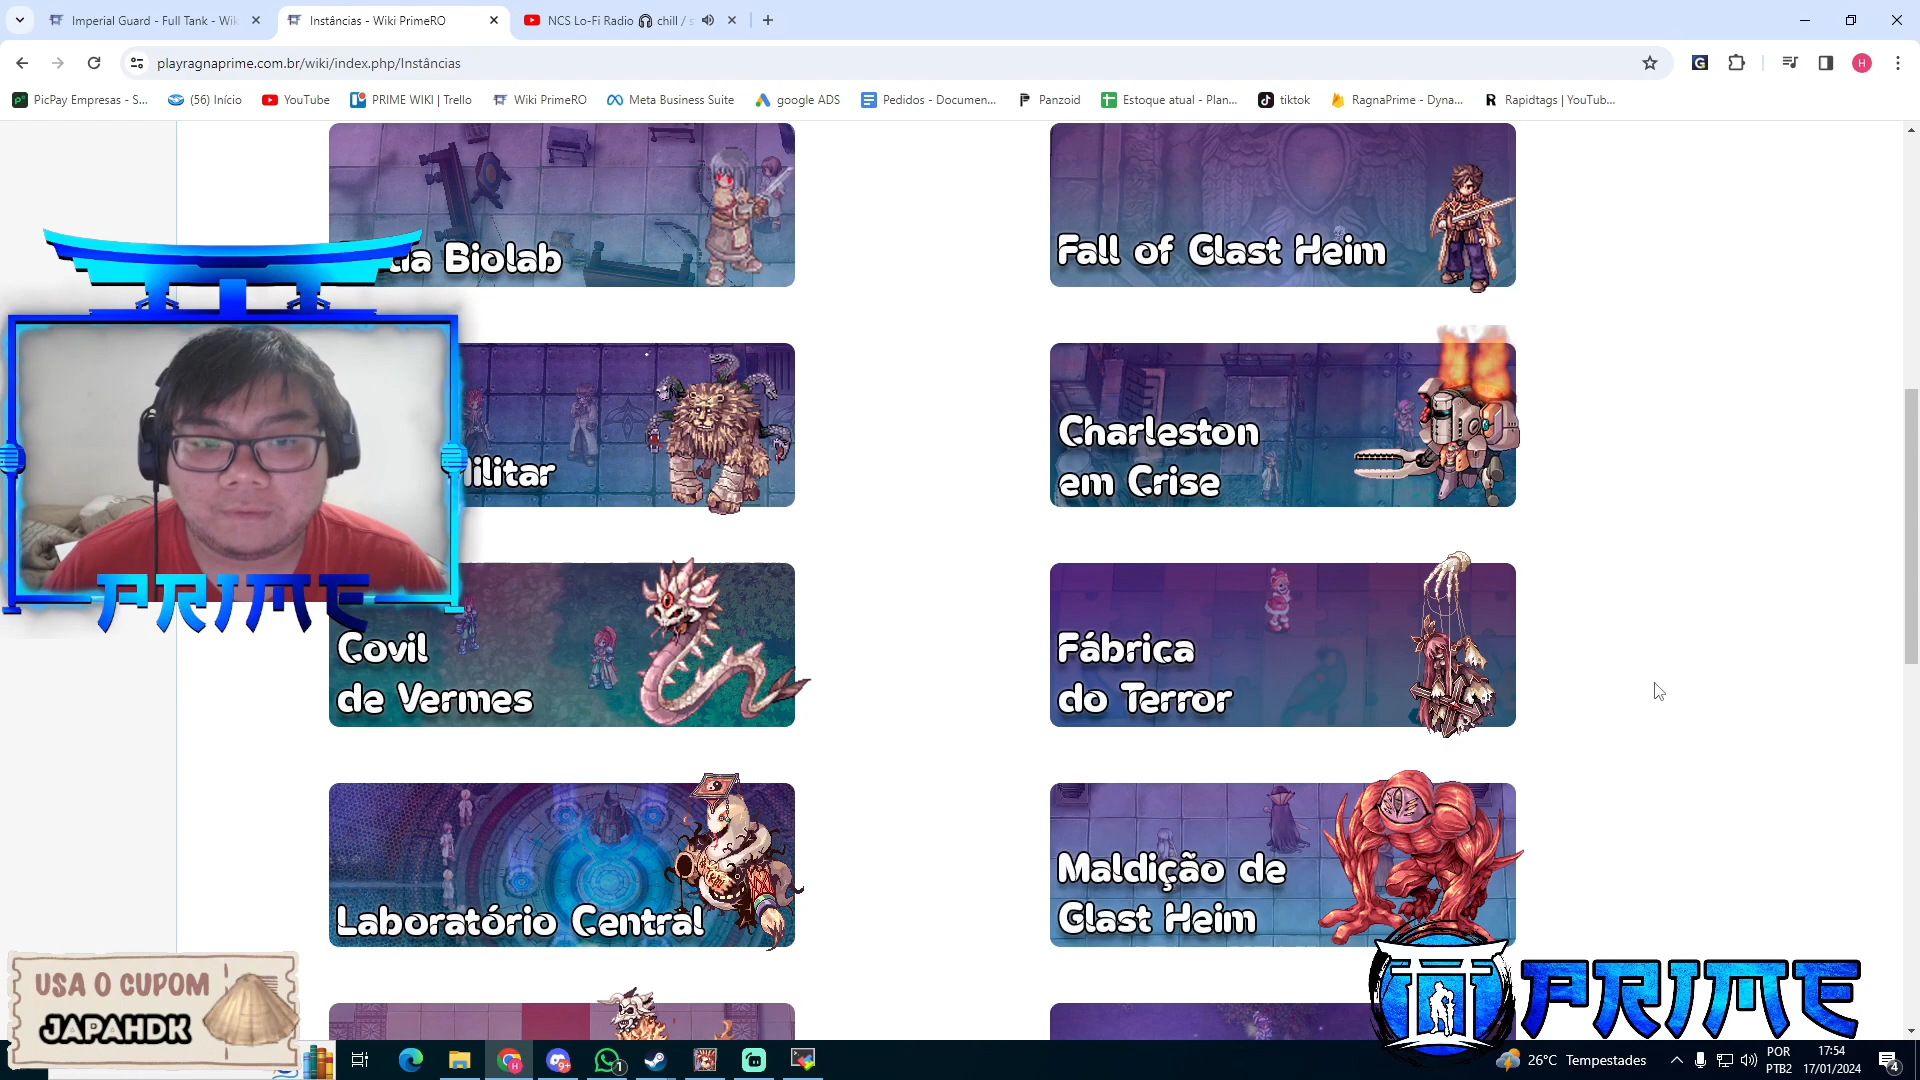 Imperial Guard - Full Tank - Wik
Instâncias - Wiki PrimeRO
NCS Lo-Fi Radio 🎧 chill / s
playragnaprime.com.br/wiki/index.php/Instâncias
H
PicPay Empresas - S...
(56) Início
YouTube
PRIME WIKI | Trello
Wiki PrimeRO
Meta Business Suite
google ADS
Pedidos - Documen...
Panzoid
Estoque atual - Plan...
tiktok
RagnaPrime - Dyna...
Rapidtags | YouTub...
Biolab
Fall of Glast Heim
ilitar
Charleston
em Crise
PRIME
Covil
de Vermes
Fábrica
do Terror
Laboratório Central
Maldição de
Glast Heim
USA O CUPOM
JAPAHDK
PRIME
26°C Tempestades
POR
PTB2
17:54
17/01/2024
4
9+
1